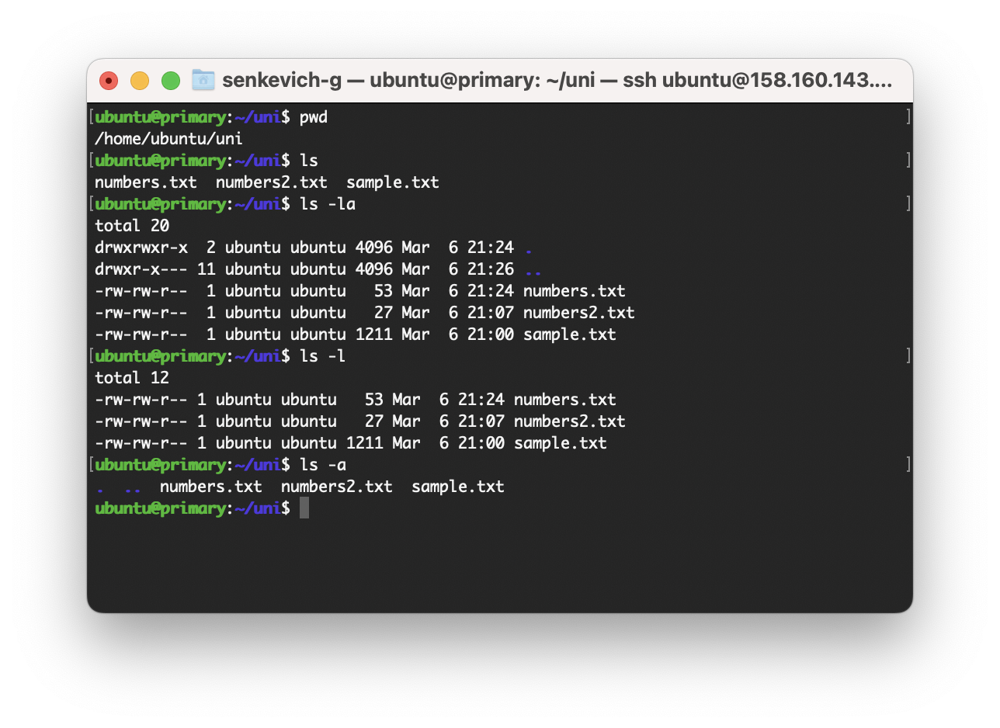 senkevich-g — ubuntu@primary: ~/uni — ssh ubuntu@158.160.143....
[ubuntu@primary:~/uni$ pwd ]
/home/ubuntu/uni
[ubuntu@primary:~/uni$ ls ]
numbers.txt  numbers2.txt  sample.txt
[ubuntu@primary:~/uni$ ls -la ]
total 20
drwxrwxr-x  2 ubuntu ubuntu 4096 Mar  6 21:24 .
drwxr-x--- 11 ubuntu ubuntu 4096 Mar  6 21:26 ..
-rw-rw-r--  1 ubuntu ubuntu   53 Mar  6 21:24 numbers.txt
-rw-rw-r--  1 ubuntu ubuntu   27 Mar  6 21:07 numbers2.txt
-rw-rw-r--  1 ubuntu ubuntu 1211 Mar  6 21:00 sample.txt
[ubuntu@primary:~/uni$ ls -l ]
total 12
-rw-rw-r-- 1 ubuntu ubuntu   53 Mar  6 21:24 numbers.txt
-rw-rw-r-- 1 ubuntu ubuntu   27 Mar  6 21:07 numbers2.txt
-rw-rw-r-- 1 ubuntu ubuntu 1211 Mar  6 21:00 sample.txt
[ubuntu@primary:~/uni$ ls -a ]
.  ..  numbers.txt  numbers2.txt  sample.txt
ubuntu@primary:~/uni$